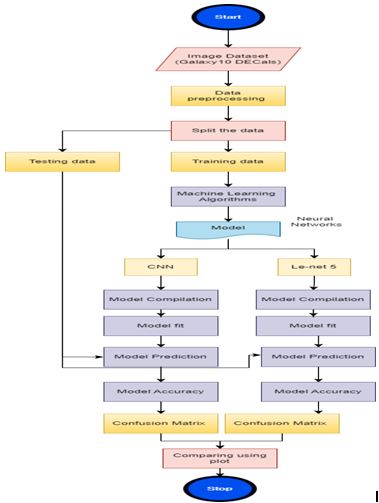 Start
Image Dataset
(Galaxy10 DECals)
Data
preprocessing
Split the data
Testing data
Training data
Machine Learning
Algorithms
Neural
Networks
Model
CNN
Le-net 5
Model Compilation
Model Compilation
Model fit
Model fit
Model Prediction
Model Prediction
Model Accuracy
Model Accuracy
Confusion Matrix
Confusion Matrix
Comparing using
plot
Stop